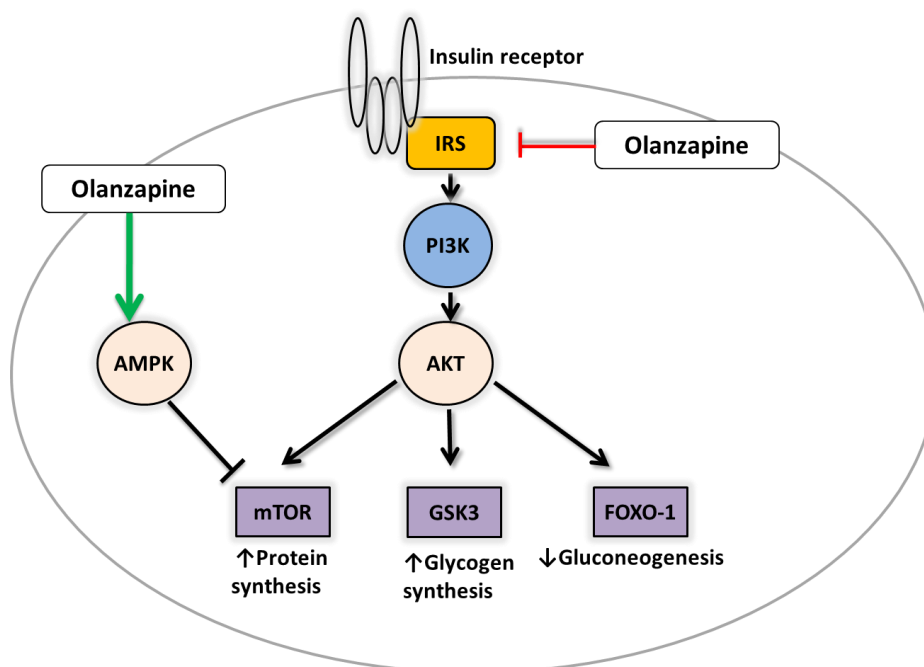 Insulin receptor
IRS
Olanzapine
Olanzapine
PI3K
AMPK
AKT
mTOR
GSK3
FOXO-1
↑Protein
synthesis
↑Glycogen
synthesis
↓Gluconeogenesis